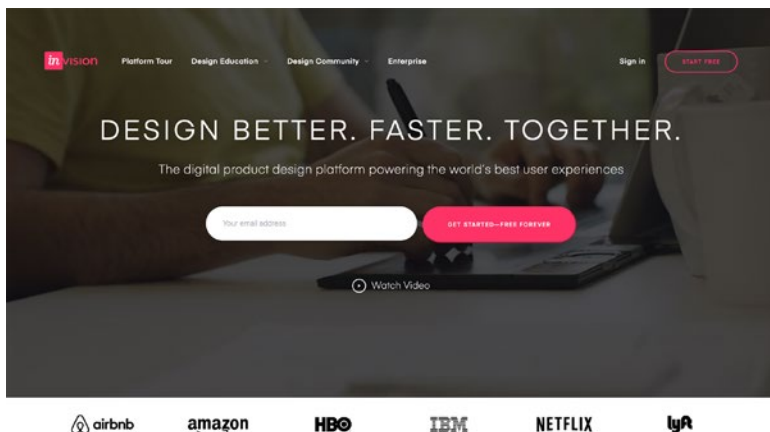 in VISION
Platform Tour
Design Education
Design Community
Enterprise
Sign in
START FREE
DESIGN BETTER. FASTER. TOGETHER.
The digital product design platform powering the world's best user experiences
Your email address
GET STARTED—FREE FOREVER
Watch Video
airbnb
amazon
HBO
IBM
NETFLIX
lyft